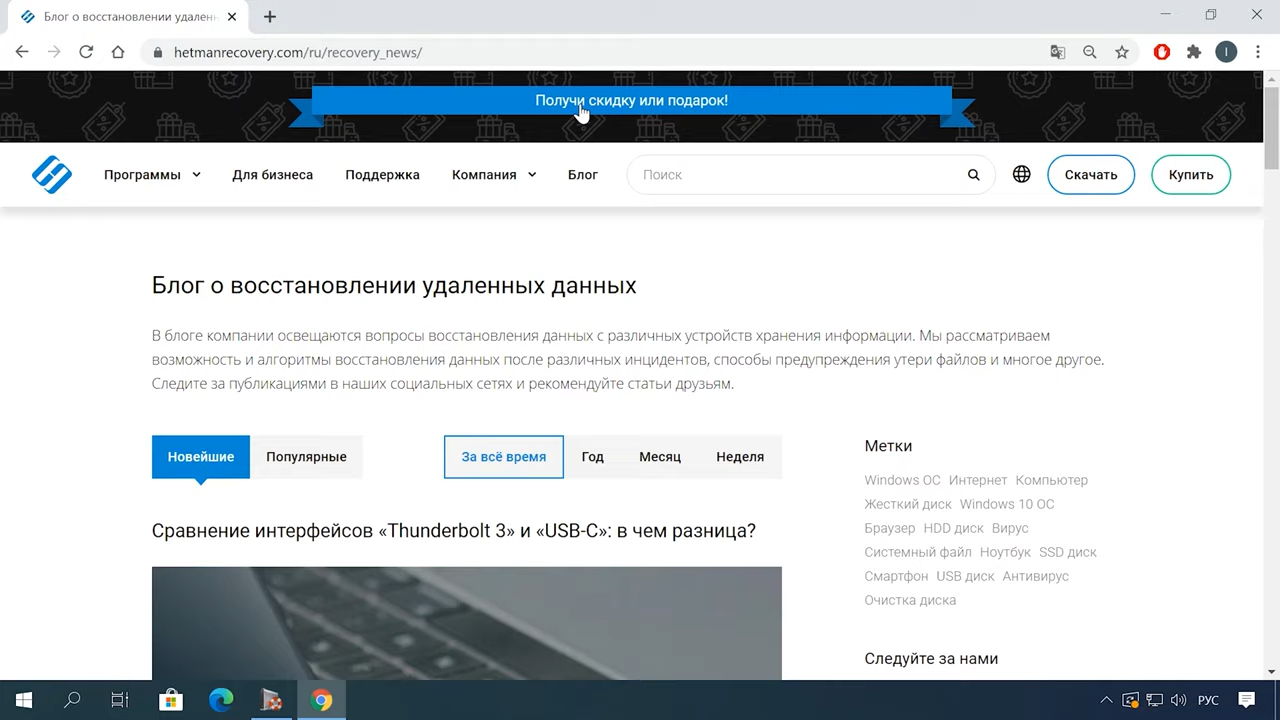 Блог о восстановлении удален
hetmanrecovery.com/ru/recovery_news/
I
Получи скидку или подарок!
Программы
Для бизнеса
Поддержка
Компания
Блог
Поиск
Скачать
Купить
Блог о восстановлении удаленных данных
В блоге компании освещаются вопросы восстановления данных с различных устройств хранения информации. Мы рассматриваем
возможность и алгоритмы восстановления данных после различных инцидентов, способы предупреждения утери файлов и многое другое.
Следите за публикациями в наших социальных сетях и рекомендуйте статьи друзьям.
Новейшие
Популярные
За всё время
Год
Месяц
Неделя
Сравнение интерфейсов «Thunderbolt 3» и «USB-C»: в чем разница?
Метки
Windows ОС Интернет Компьютер
Жесткий диск Windows 10 ОС
Браузер HDD диск Вирус
Системный файл Ноутбук SSD диск
Смартфон USB диск Антивирус
Очистка диска
Следуйте за нами
РУС